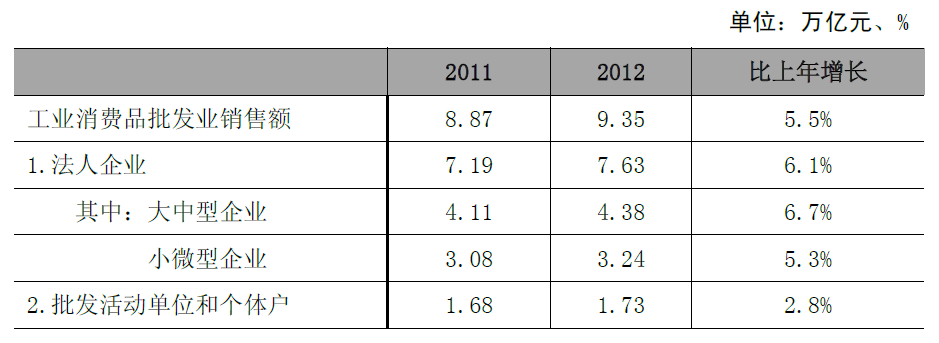 单位：万亿元、%
2011 2012 比上年增长
工业消费品批发业销售额 8.87 9.35 5.5%
1.法人企业 7.19 7.63 6.1%
其中：大中型企业 4.11 4.38 6.7%
小微型企业 3.08 3.24 5.3%
2.批发活动单位和个体户 1.68 1.73 2.8%